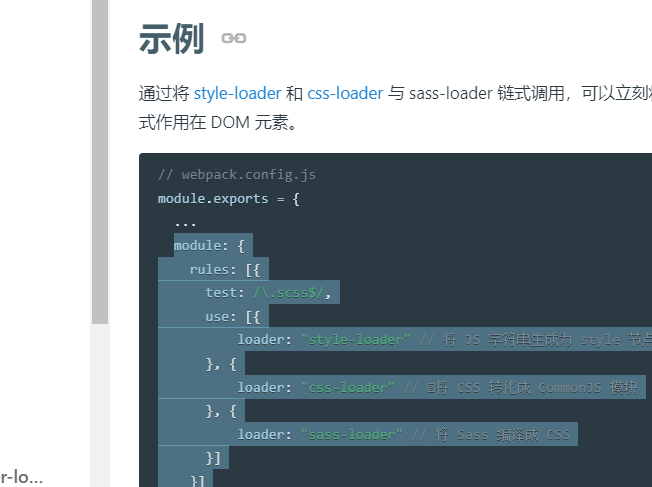 示例
通过将 style-loader 和 css-loader 与 sass-loader 链式调用，可以立刻
式作用在 DOM 元素。
// webpack.config.js
module.exports = {
...
module: {
rules: [{
test: /\.scss$/,
use: [{
loader: "style-loader" // 将 JS 字符串生成为 style 节点
}, {
loader: "css-loader" // 将 CSS 转化成 CommonJS 模块
}, {
loader: "sass-loader" // 将 Sass 编译成 CSS
}]
}]
r-lo...